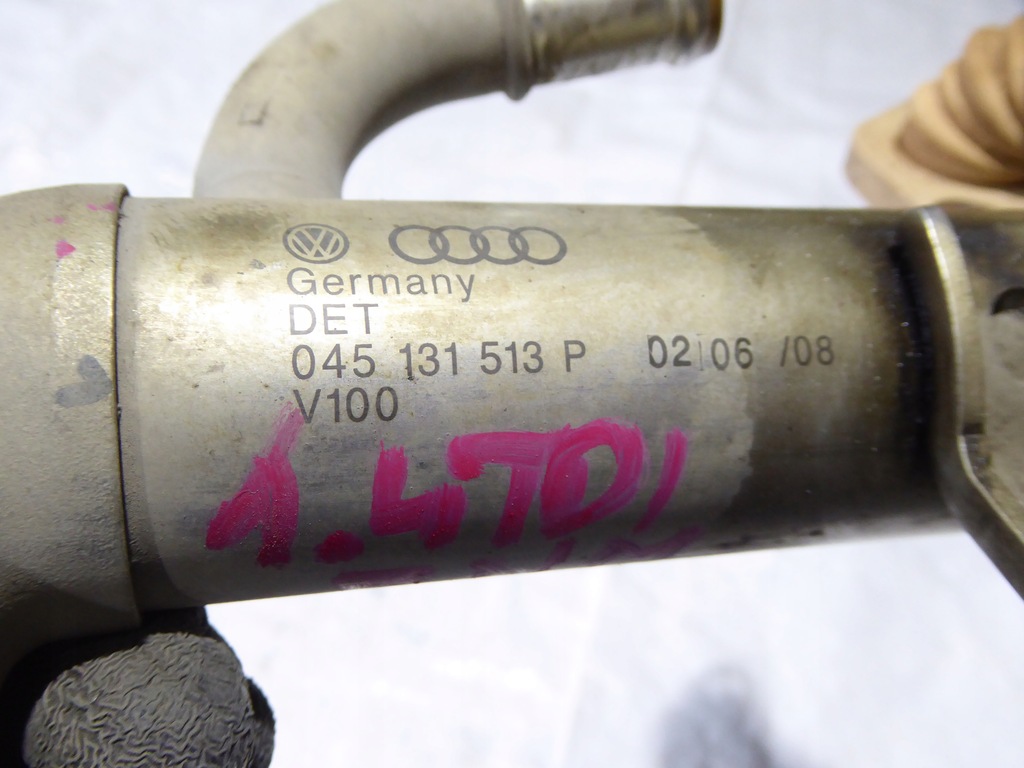 Germany
DET
045 131 513 P 02 06 /08
V100
1.4TDI